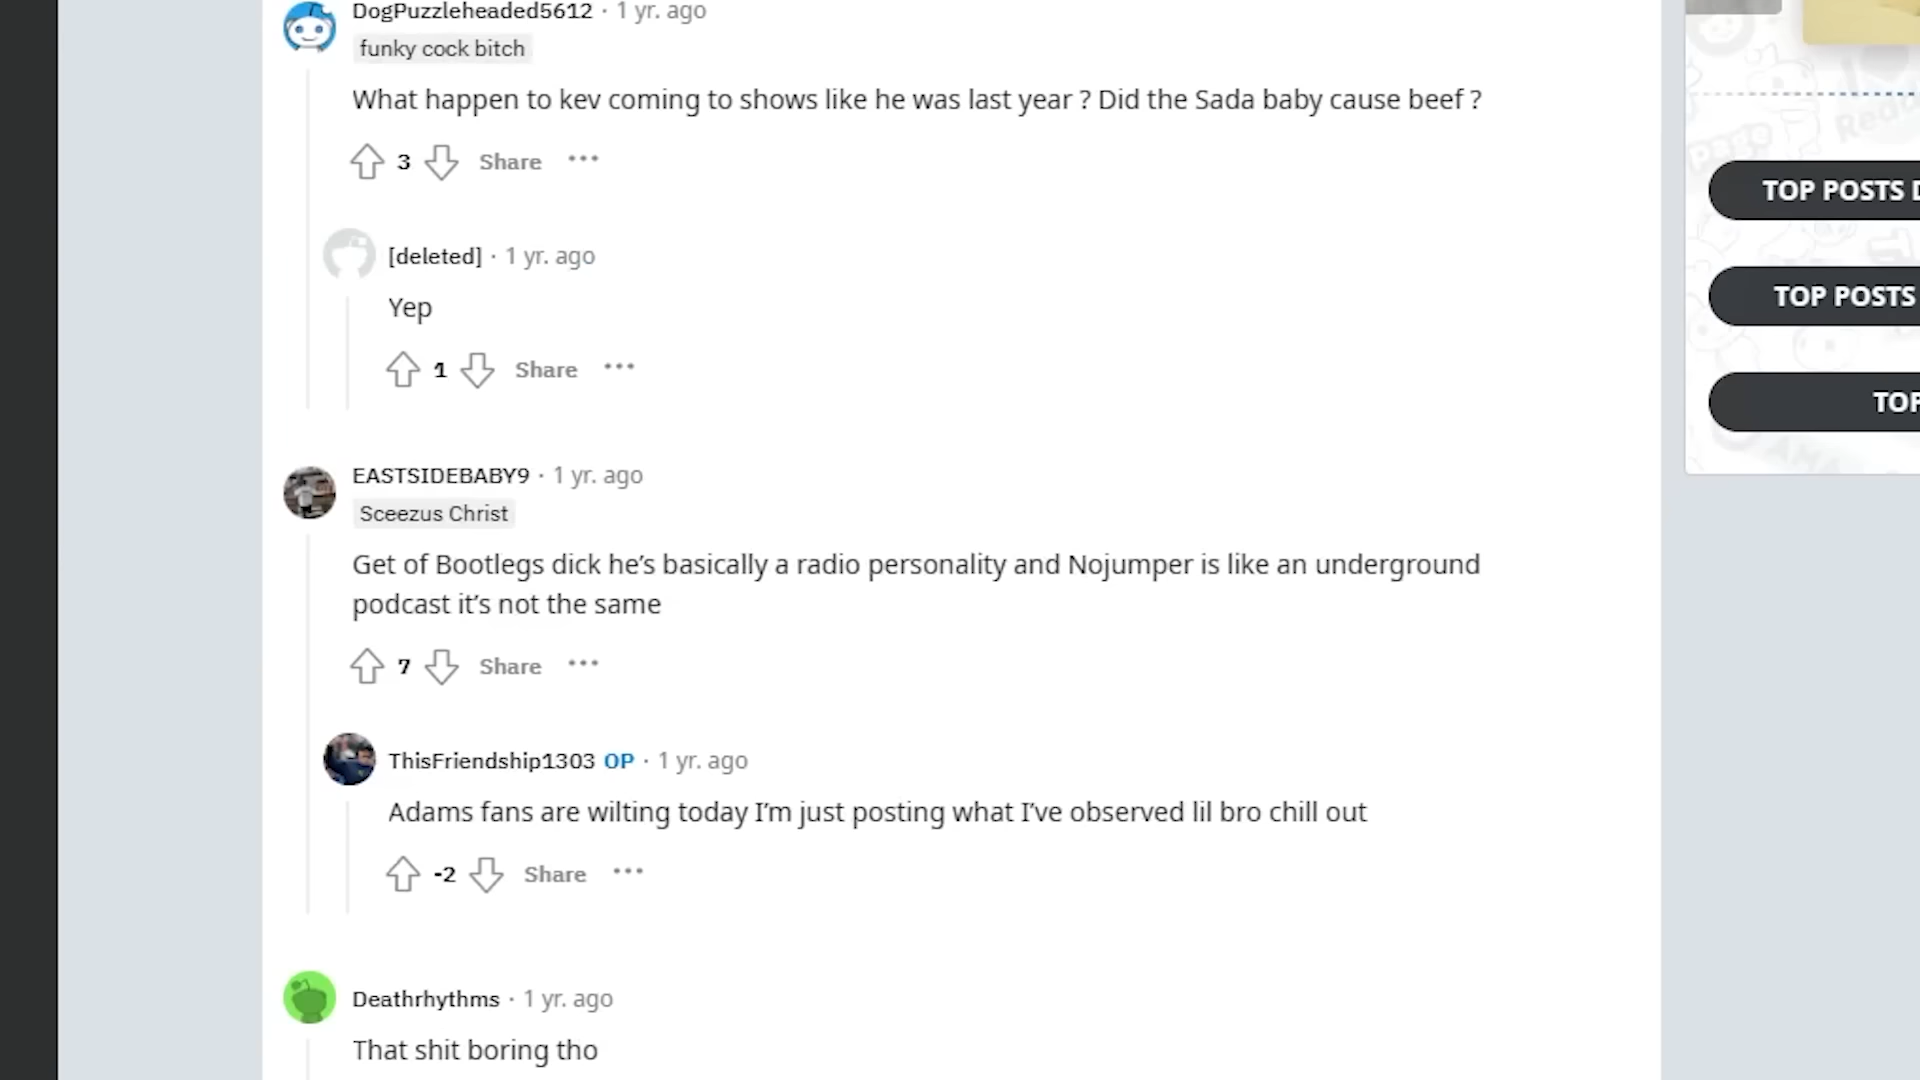 DogPuzzleheaded5612 · 1 yr. ago
funky cock bitch
What happen to kev coming to shows like he was last year ? Did the Sada baby cause beef ?
3 Share ···
[deleted] · 1 yr. ago
Yep
1 Share ···
EASTSIDEBABY9 · 1 yr. ago
Sceezus Christ
Get of Bootlegs dick he’s basically a radio personality and Nojumper is like an underground
podcast it’s not the same
7 Share ···
ThisFriendship1303 OP · 1 yr. ago
Adams fans are wilting today I’m just posting what I’ve observed lil bro chill out
-2 Share ···
Deathrhythms · 1 yr. ago
That shit boring tho
TOP POSTS
TOP POSTS
TOP